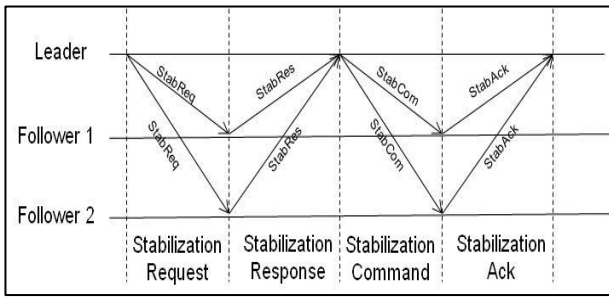 Leader
StabReq
StabRes
StabCom
StabAck
Follower 1
StabReq
StabRes
StabCom
StabAck
Follower 2
Stabilization Request
Stabilization Response
Stabilization Command
Stabilization Ack